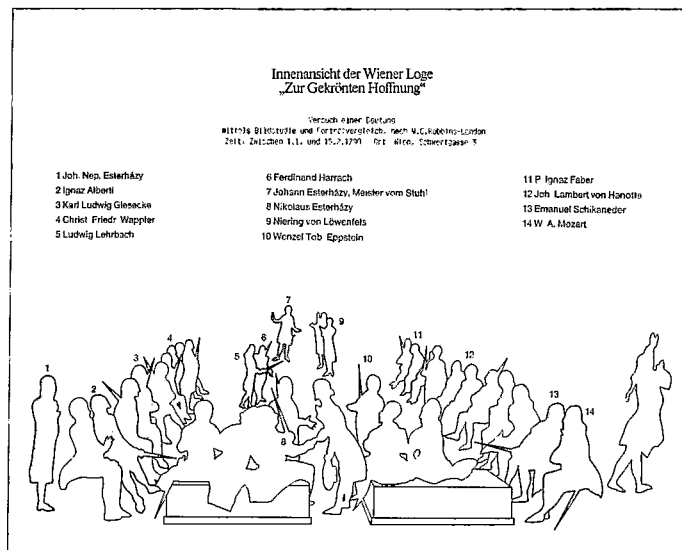 Innenansicht der Wiener Loge
„Zur Gekrönten Hoffnung“
Versuch einer Deutung
mittels Bildstudie und Porträtvergleich, nach H.C.Robbins-Landon
Zeit: Zwischen 1.1. und 15.2.1790 Ort: Wien, Schwertgasse 3
1 Joh. Nep. Esterházy
2 Ignaz Alberti
3 Karl Ludwig Giesecke
4 Christ Friedr Wappler
5 Ludwig Lehrbach
6 Ferdinand Harrach
7 Johann Esterházy, Meister vom Stuhl
8 Nikolaus Esterházy
9 Niering von Löwenfels
10 Wenzel Tob Eppstein
11 P. Ignaz Faber
12 Joh Lambert von Hanotte
13 Emanuel Schikaneder
14 W. A. Mozart
1
2
3
4
5
6
7
8
9
10
11
12
13
14